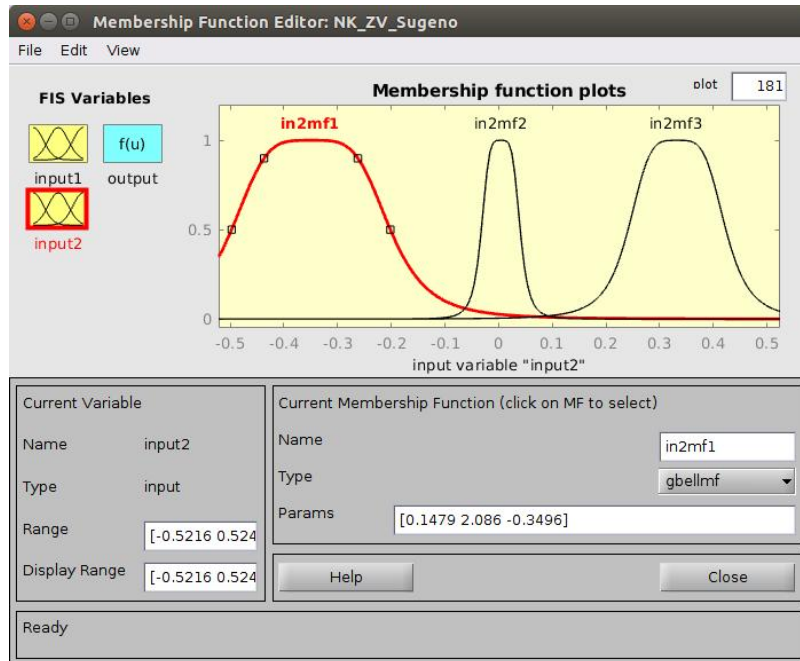 Membership Function Editor: NK_ZV_Sugeno
File Edit View
FIS Variables
f(u)
input1 output
input2
Membership function plots
plot 181
in2mf1 in2mf2 in2mf3
1
0.5
0
-0.5 -0.4 -0.3 -0.2 -0.1 0 0.1 0.2 0.3 0.4 0.5
input variable "input2"
Current Variable
Name input2
Type input
Range [-0.5216 0.524
Display Range [-0.5216 0.524
Current Membership Function (click on MF to select)
Name in2mf1
Type gbellmf
Params [0.1479 2.086 -0.3496]
Help Close
Ready